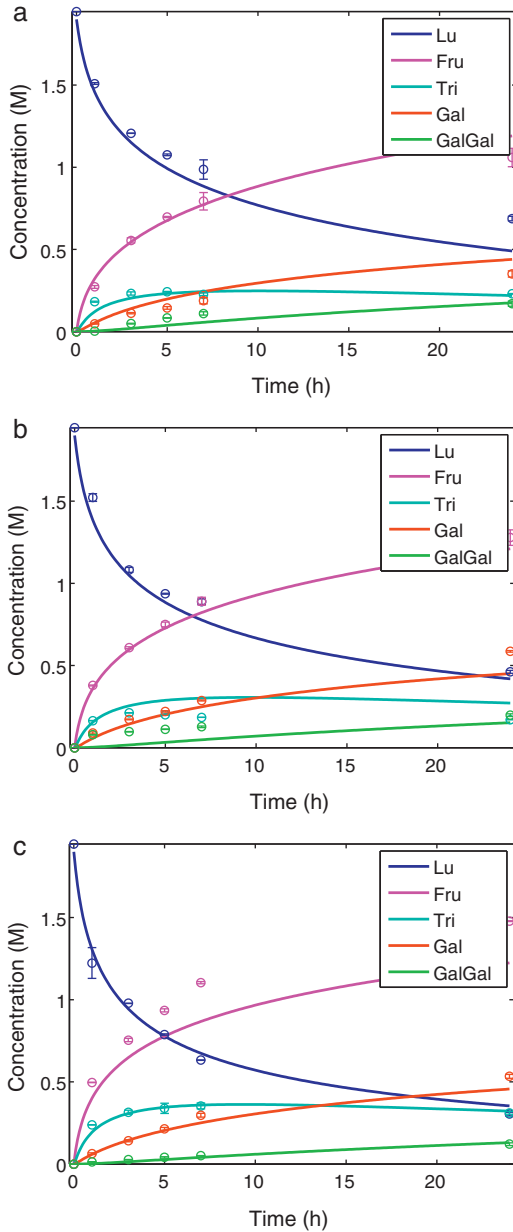 a
Concentration (M)
1.5
1
0.5
0
Lu
Fru
Tri
Gal
GalGal
0 5 10 15 20
Time (h)
b
Concentration (M)
1.5
1
0.5
0
Lu
Fru
Tri
Gal
GalGal
0 5 10 15 20
Time (h)
c
Concentration (M)
1.5
1
0.5
0
Lu
Fru
Tri
Gal
GalGal
0 5 10 15 20
Time (h)